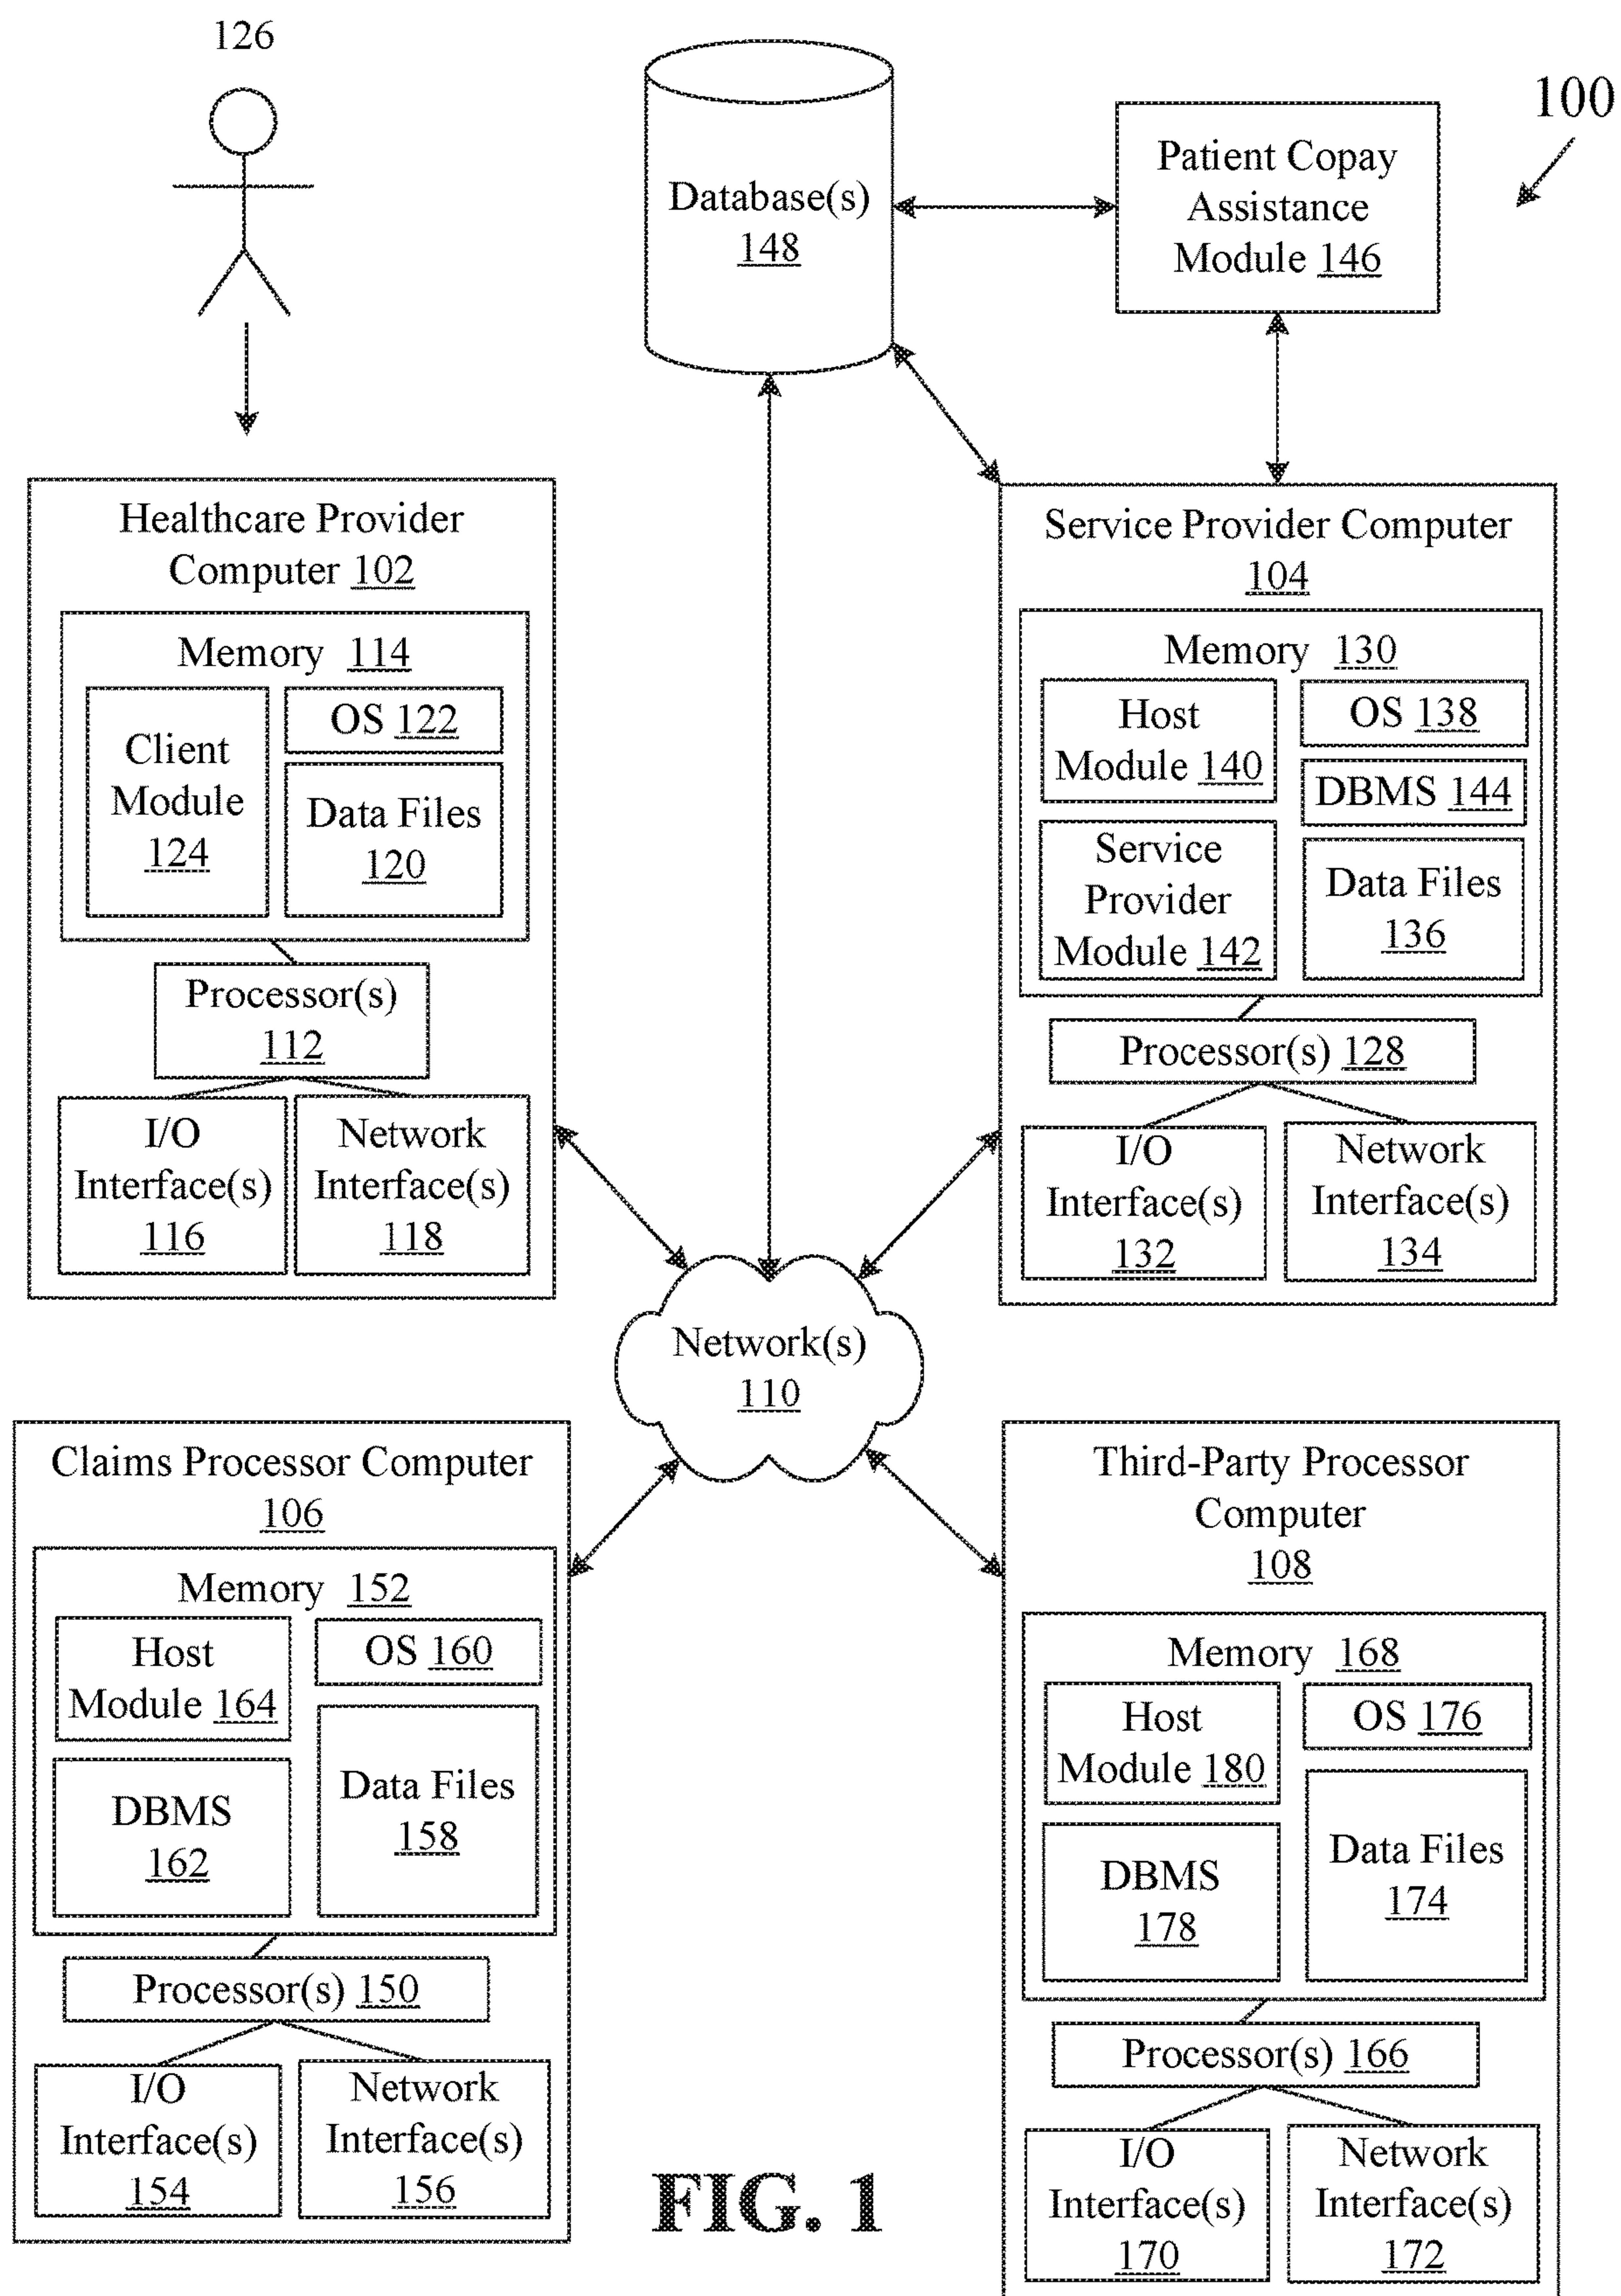 126
100
Database(s)
148
Patient Copay
Assistance
Module 146
Healthcare Provider
Computer 102
Memory 114
Client
Module
124
OS 122
Data Files
120
Processor(s)
112
I/O
Interface(s)
116
Network
Interface(s)
118
Service Provider Computer
104
Memory 130
Host
Module 140
OS 138
DBMS 144
Service
Provider
Module 142
Data Files
136
Processor(s) 128
I/O
Interface(s)
132
Network
Interface(s)
134
Network(s)
110
Claims Processor Computer
106
Memory 152
Host
Module 164
OS 160
DBMS
162
Data Files
158
Processor(s) 150
I/O
Interface(s)
154
Network
Interface(s)
156
Third-Party Processor
Computer
108
Memory 168
Host
Module 180
OS 176
DBMS
178
Data Files
174
Processor(s) 166
I/O
Interface(s)
170
Network
Interface(s)
172
FIG. 1